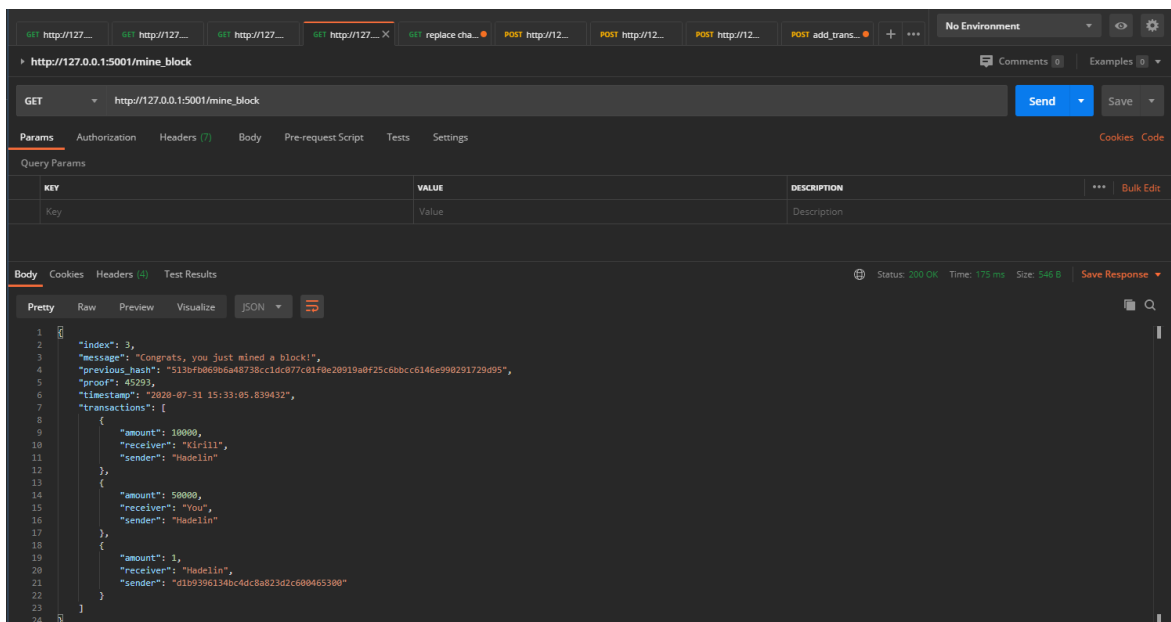 GET http://127.... GET http://127.... GET http://127.... GET http://127.... X GET replace cha... POST http://12... POST http://12... POST http://12... POST add_trans... + ••• No Environment
http://127.0.0.1:5001/mine_block Comments 0 Examples 0
GET http://127.0.0.1:5001/mine_block Send Save
Params Authorization Headers (7) Body Pre-request Script Tests Settings Cookies Code
Query Params
KEY VALUE DESCRIPTION ••• Bulk Edit
Key Value Description
Body Cookies Headers (4) Test Results Status: 200 OK Time: 175 ms Size: 546 B Save Response
Pretty Raw Preview Visualize JSON
1 {
2 "index": 3,
3 "message": "Congrats, you just mined a block!",
4 "previous_hash": "513bfb069b6a48738cc1dc077c01f0e20919a0f25c6bbcc6146e990291729d95",
5 "proof": 45293,
6 "timestamp": "2020-07-31 15:33:05.839432",
7 "transactions": [
8 {
9 "amount": 10000,
10 "receiver": "Kirill",
11 "sender": "Hadelin"
12 },
13 {
14 "amount": 50000,
15 "receiver": "You",
16 "sender": "Hadelin"
17 },
18 {
19 "amount": 1,
20 "receiver": "Hadelin",
21 "sender": "d1b9396134bc4dc8a823d2c600465300"
22 }
23 ]
24 }